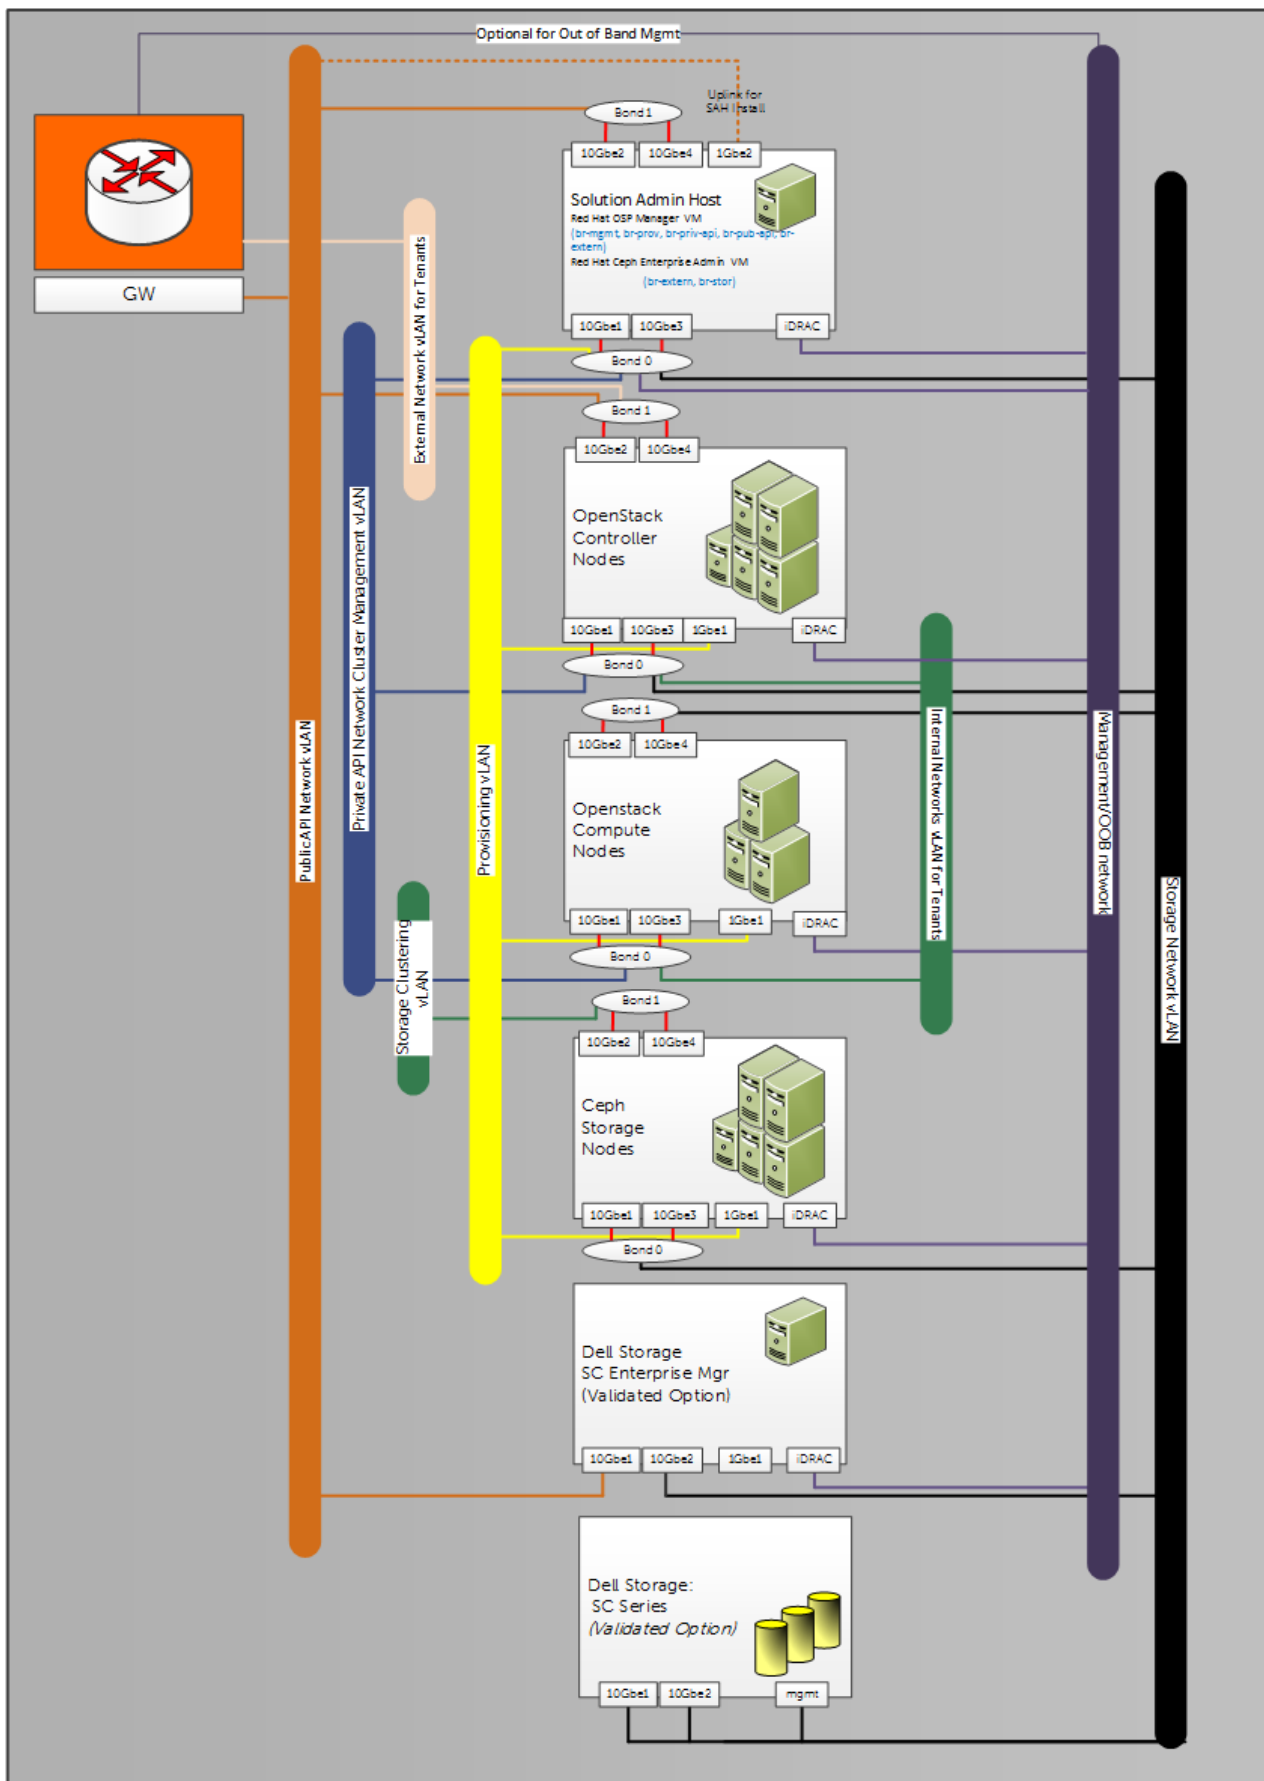 Optional for Out of Band Mgmt
Uplink for
SAH Install
Bond 1
10Gbe2
10Gbe4
1Gbe2
Solution Admin Host
Red Hat OSP Manager VM
(br-mgmt, br-prov, br-priv-api, br-pub-api, br-
extern)
Red Hat Ceph Enterprise Admin VM
(br-extern, br-stor)
10Gbe1
10Gbe3
iDRAC
Bond 0
GW
External Network vLAN for Tenants
Private API Network Cluster Management vLAN
Public API Network vLAN
Provisioning vLAN
Storage Clustering
vLAN
Bond 1
10Gbe2
10Gbe4
OpenStack
Controller
Nodes
10Gbe1
10Gbe3
1Gbe1
iDRAC
Bond 0
Bond 1
10Gbe2
10Gbe4
Openstack
Compute
Nodes
10Gbe1
10Gbe3
1Gbe1
iDRAC
Bond 0
Internal Networks vLAN for Tenants
Management/OOB network
Storage Network vLAN
Bond 1
10Gbe2
10Gbe4
Ceph
Storage
Nodes
10Gbe1
10Gbe3
1Gbe1
iDRAC
Bond 0
Dell Storage
SC Enterprise Mgr
(Validated Option)
10Gbe1
10Gbe2
1Gbe1
iDRAC
Dell Storage:
SC Series
(Validated Option)
10Gbe1
10Gbe2
mgmt